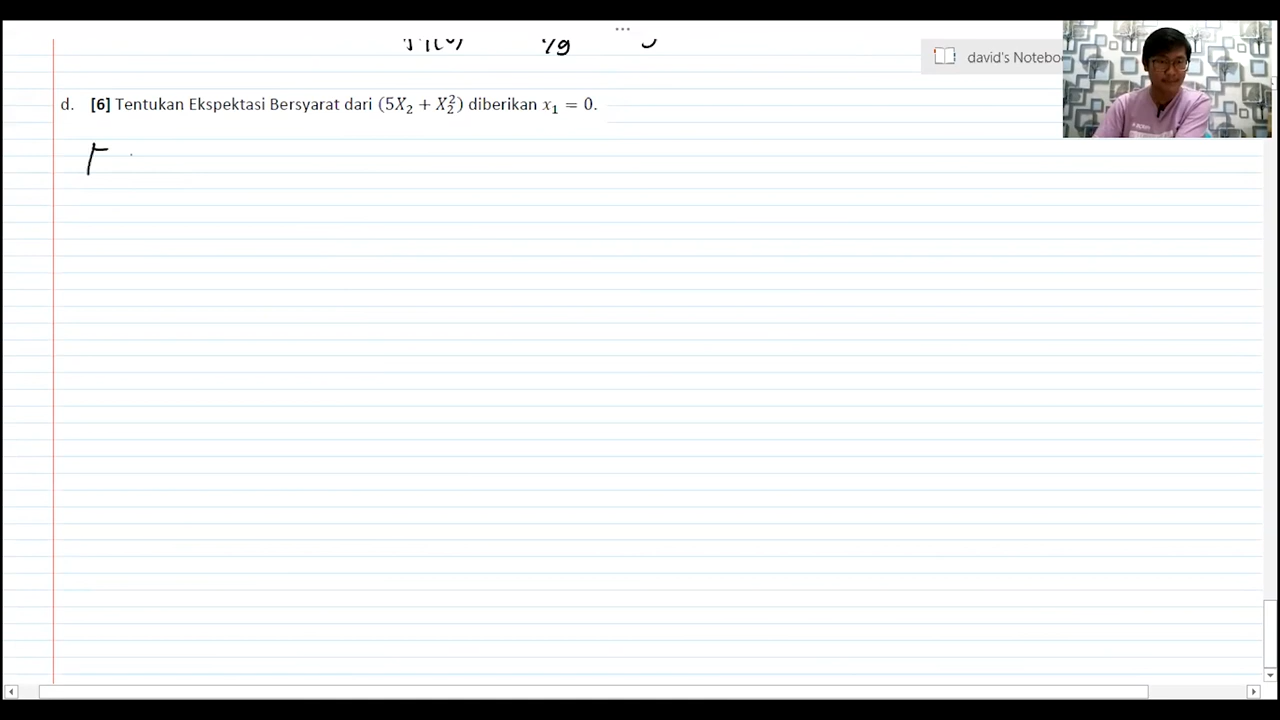 david's Notebo
d. [6] Tentukan Ekspektasi Bersyarat dari (5X₂ + X₂²) diberikan x₁ = 0.